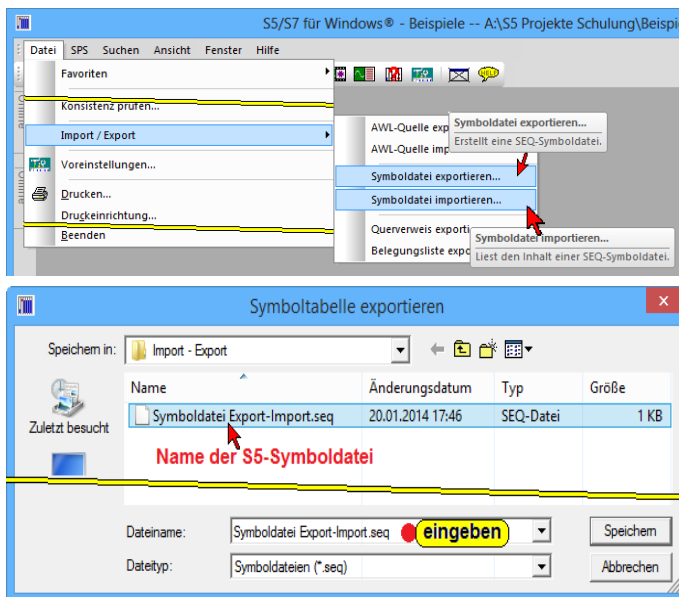 S5/S7 für Windows® - Beispiele -- A:\S5 Projekte Schulung\Beispi
Datei SPS Suchen Ansicht Fenster Hilfe
HELP
Favoriten
Konsistenz prüfen...
Import / Export
Voreinstellungen...
Drucken...
Druckeinrichtung...
Beenden
AWL-Quelle exp
AWL-Quelle imp
Symboldatei exportieren...
Symboldatei importieren...
Querverweis exporti
Belegungsliste expo
Symboldatei exportieren...
Erstellt eine SEQ-Symboldatei.
Symboldatei importieren...
Liest den Inhalt einer SEQ-Symboldatei.
Symboltabelle exportieren
Speichern in: Import - Export
Name Änderungsdatum Typ Größe
Symboldatei Export-Import.seq 20.01.2014 17:46 SEQ-Datei 1 KB
Zuletzt besucht
Name der S5-Symboldatei
Dateiname: Symboldatei Export-Import.seq eingeben Speichern
Dateityp: Symboldateien (*.seq) Abbrechen